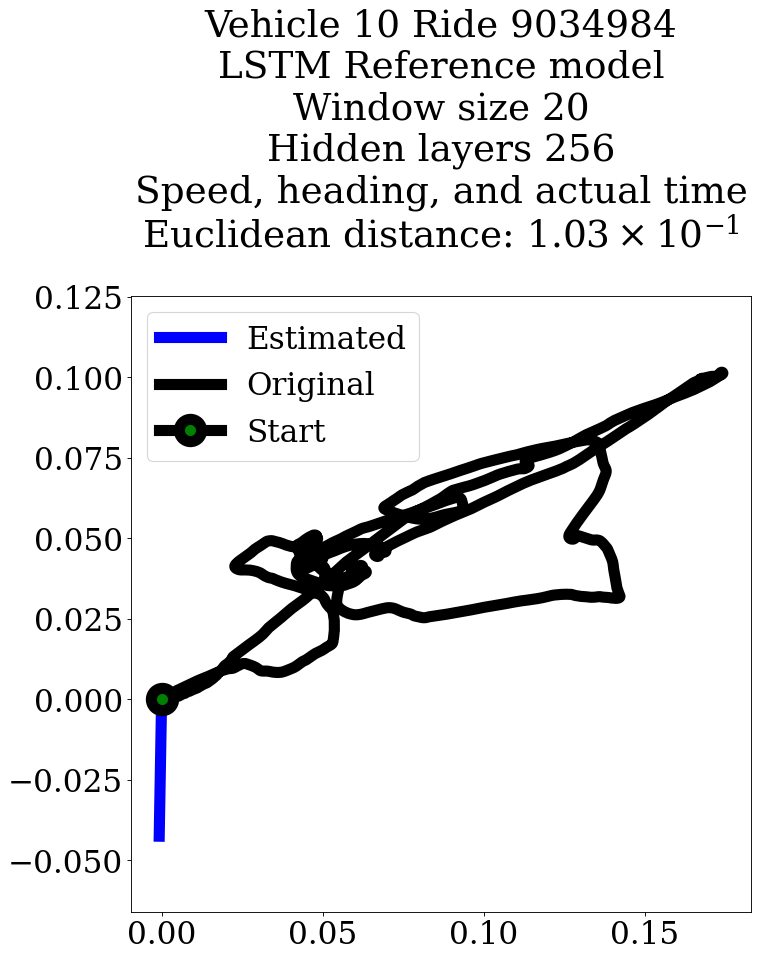 Vehicle 10 Ride 9034984
LSTM Reference model
Window size 20
Hidden layers 256
Speed, heading, and actual time
Euclidean distance: 1.03 × 10⁻¹
0.125
0.100
0.075
0.050
0.025
0.000
−0.025
−0.050
Estimated
Original
Start
0.00 0.05 0.10 0.15